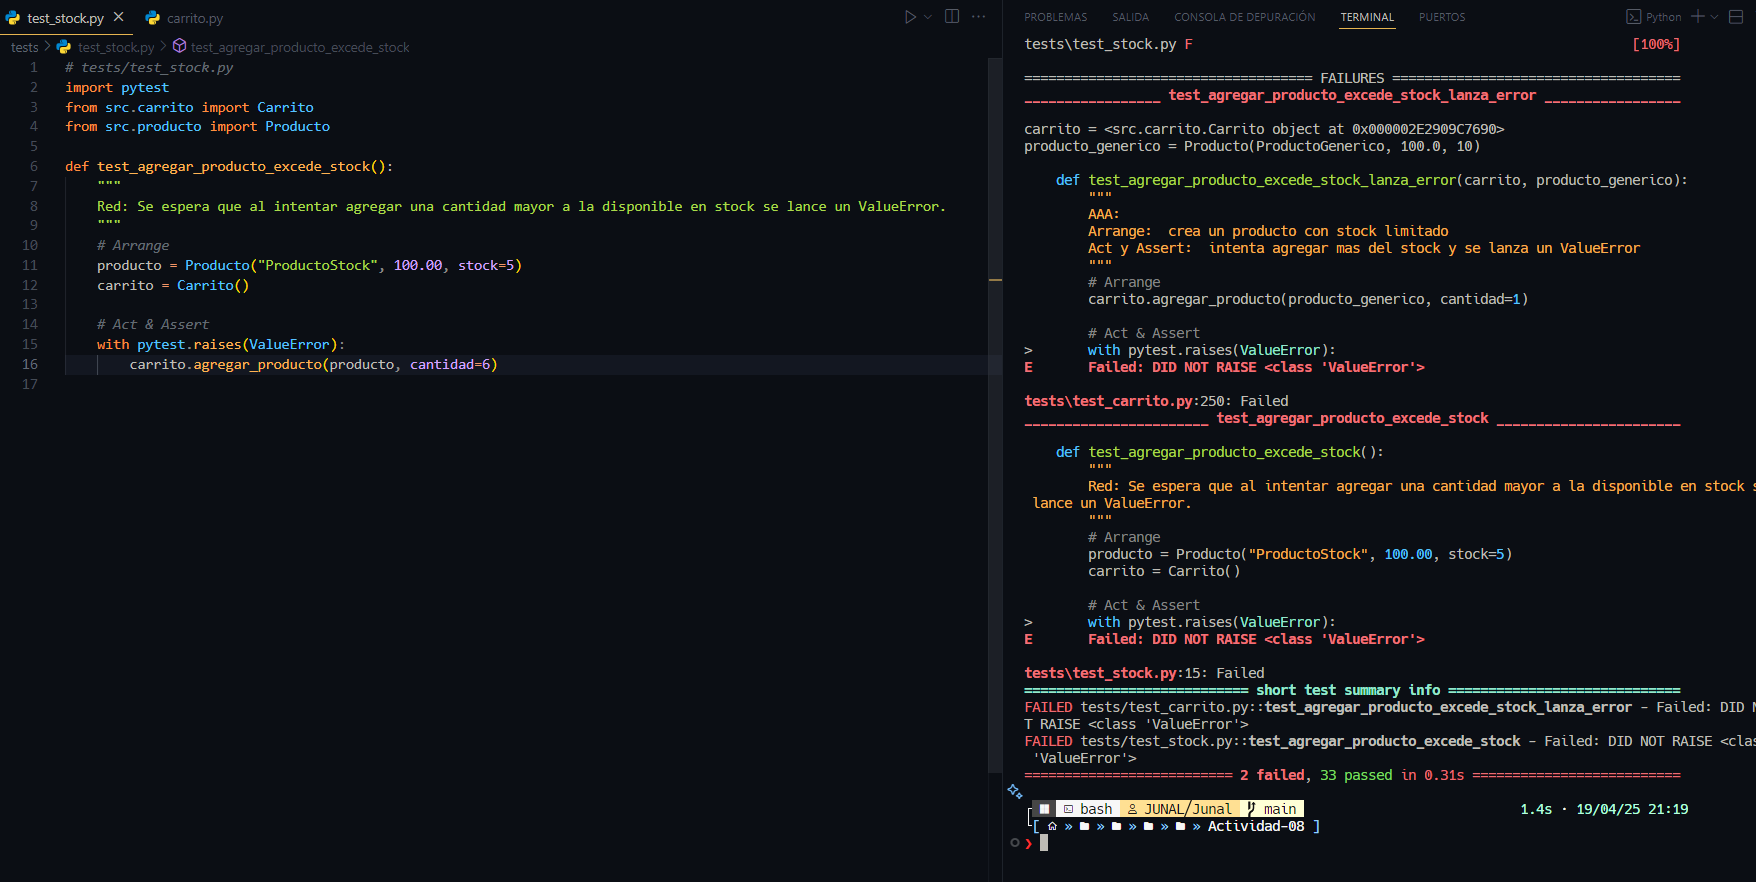 test_stock.py
carrito.py
tests > test_stock.py > test_agregar_producto_excede_stock
1 # tests/test_stock.py
2 import pytest
3 from src.carrito import Carrito
4 from src.producto import Producto
5
6 def test_agregar_producto_excede_stock():
7 """
8 Red: Se espera que al intentar agregar una cantidad mayor a la disponible en stock se lance un ValueError.
9 """
10 # Arrange
11 producto = Producto("ProductoStock", 100.00, stock=5)
12 carrito = Carrito()
13
14 # Act & Assert
15 with pytest.raises(ValueError):
16 carrito.agregar_producto(producto, cantidad=6)
17
PROBLEMAS SALIDA CONSOLA DE DEPURACIÓN TERMINAL PUERTOS
Python
tests\test_stock.py F [100%]
==================================== FAILURES ====================================
_________________ test_agregar_producto_excede_stock_lanza_error _________________
carrito = <src.carrito.Carrito object at 0x000002E2909C7690>
producto_generico = Producto(ProductoGenerico, 100.0, 10)
def test_agregar_producto_excede_stock_lanza_error(carrito, producto_generico):
"""
AAA:
Arrange:  crea un producto con stock limitado
Act y Assert:  intenta agregar mas del stock y se lanza un ValueError
"""
# Arrange
carrito.agregar_producto(producto_generico, cantidad=1)
# Act & Assert
> with pytest.raises(ValueError):
E Failed: DID NOT RAISE <class 'ValueError'>
tests\test_carrito.py:250: Failed
_______________________ test_agregar_producto_excede_stock _______________________
def test_agregar_producto_excede_stock():
"""
Red: Se espera que al intentar agregar una cantidad mayor a la disponible en stock s
lance un ValueError.
"""
# Arrange
producto = Producto("ProductoStock", 100.00, stock=5)
carrito = Carrito()
# Act & Assert
> with pytest.raises(ValueError):
E Failed: DID NOT RAISE <class 'ValueError'>
tests\test_stock.py:15: Failed
============================ short test summary info =============================
FAILED tests/test_carrito.py::test_agregar_producto_excede_stock_lanza_error - Failed: DID N
T RAISE <class 'ValueError'>
FAILED tests/test_stock.py::test_agregar_producto_excede_stock - Failed: DID NOT RAISE <clas
'ValueError'>
========================== 2 failed, 33 passed in 0.31s ==========================
bash JUNAL/Junal main 1.4s · 19/04/25 21:19
[ » » » » » Actividad-08 ]
❯